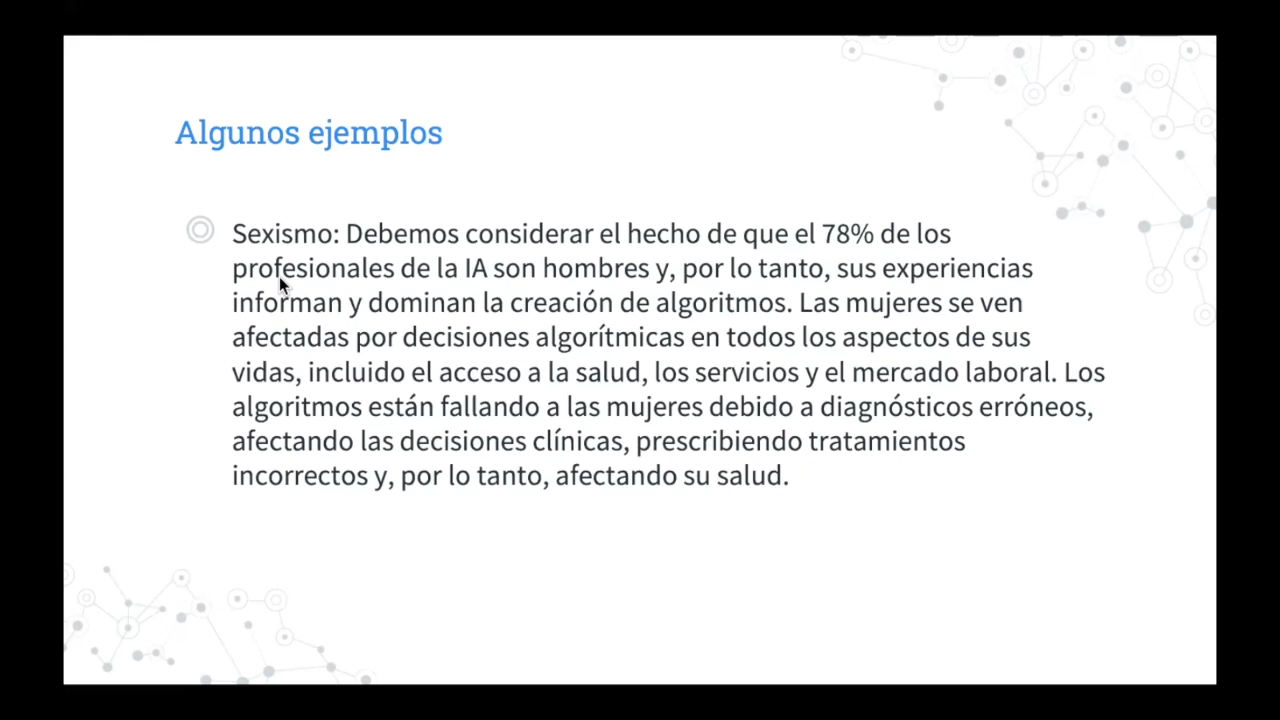 Algunos ejemplos
Sexismo: Debemos considerar el hecho de que el 78% de los
profesionales de la IA son hombres y, por lo tanto, sus experiencias
informan y dominan la creación de algoritmos. Las mujeres se ven
afectadas por decisiones algorítmicas en todos los aspectos de sus
vidas, incluido el acceso a la salud, los servicios y el mercado laboral. Los
algoritmos están fallando a las mujeres debido a diagnósticos erróneos,
afectando las decisiones clínicas, prescribiendo tratamientos
incorrectos y, por lo tanto, afectando su salud.